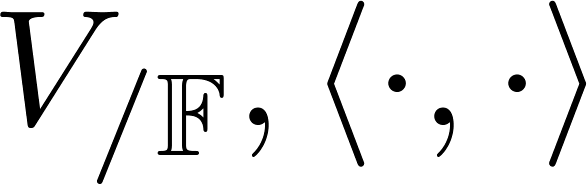 V/𝔽, ⟨·, ·⟩